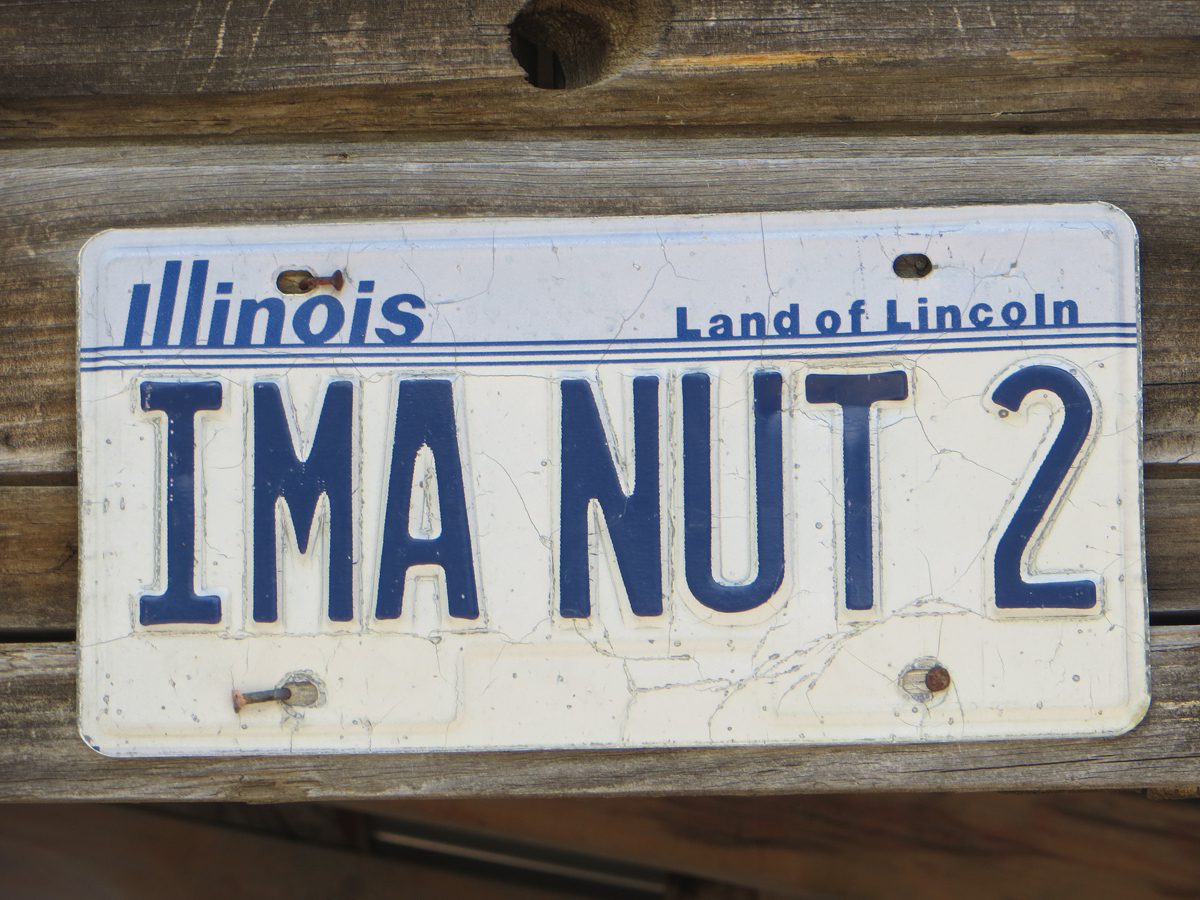 Illinois Land of Lincoln
IMA NUT 2